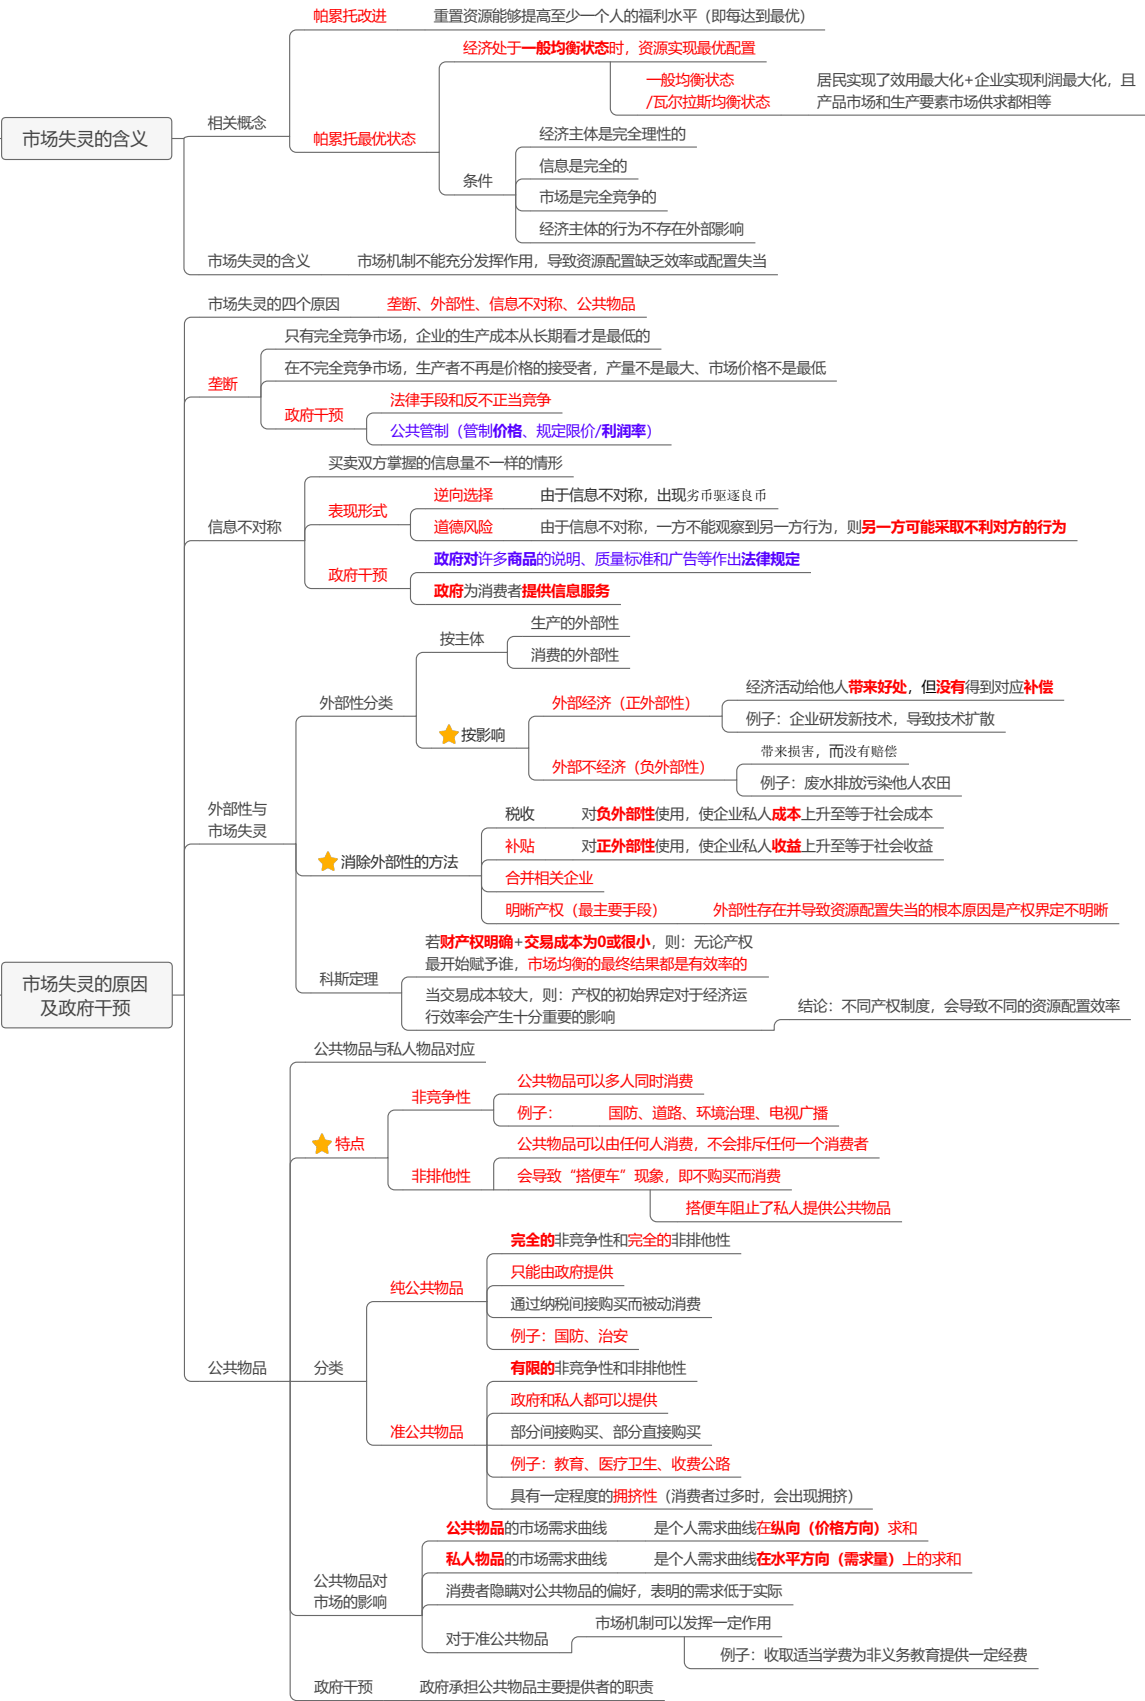 帕累托改进
重置资源能够提高至少一个人的福利水平（即每达到最优）
经济处于一般均衡状态时，资源实现最优配置
一般均衡状态
/瓦尔拉斯均衡状态
居民实现了效用最大化+企业实现利润最大化，且
产品市场和生产要素市场供求都相等
相关概念
市场失灵的含义
帕累托最优状态
条件
经济主体是完全理性的
信息是完全的
市场是完全竞争的
经济主体的行为不存在外部影响
市场失灵的含义
市场机制不能充分发挥作用，导致资源配置缺乏效率或配置失当
市场失灵的四个原因
垄断、外部性、信息不对称、公共物品
只有完全竞争市场，企业的生产成本从长期看才是最低的
在不完全竞争市场，生产者不再是价格的接受者，产量不是最大、市场价格不是最低
垄断
政府干预
法律手段和反不正当竞争
公共管制（管制价格、规定限价/利润率）
买卖双方掌握的信息量不一样的情形
信息不对称
表现形式
逆向选择
由于信息不对称，出现劣币驱逐良币
道德风险
由于信息不对称，一方不能观察到另一方行为，则另一方可能采取不利对方的行为
政府干预
政府对许多商品的说明、质量标准和广告等作出法律规定
政府为消费者提供信息服务
外部性分类
按主体
生产的外部性
消费的外部性
按影响
外部经济（正外部性）
经济活动给他人带来好处，但没有得到对应补偿
例子：企业研发新技术，导致技术扩散
外部不经济（负外部性）
带来损害，而没有赔偿
例子：废水排放污染他人农田
外部性与
市场失灵
消除外部性的方法
税收
对负外部性使用，使企业私人成本上升至等于社会成本
补贴
对正外部性使用，使企业私人收益上升至等于社会收益
合并相关企业
明晰产权（最主要手段）
外部性存在并导致资源配置失当的根本原因是产权界定不明晰
科斯定理
若财产权明确+交易成本为0或很小，则：无论产权
最开始赋予谁，市场均衡的最终结果都是有效率的
当交易成本较大，则：产权的初始界定对于经济运
行效率会产生十分重要的影响
结论：不同产权制度，会导致不同的资源配置效率
市场失灵的原因
及政府干预
公共物品与私人物品对应
特点
非竞争性
公共物品可以多人同时消费
例子：
国防、道路、环境治理、电视广播
非排他性
公共物品可以由任何人消费，不会排斥任何一个消费者
会导致“搭便车”现象，即不购买而消费
搭便车阻止了私人提供公共物品
公共物品
分类
纯公共物品
完全的非竞争性和完全的非排他性
只能由政府提供
通过纳税间接购买而被动消费
例子：国防、治安
准公共物品
有限的非竞争性和非排他性
政府和私人都可以提供
部分间接购买、部分直接购买
例子：教育、医疗卫生、收费公路
具有一定程度的拥挤性（消费者过多时，会出现拥挤）
公共物品对
市场的影响
公共物品的市场需求曲线
是个人需求曲线在纵向（价格方向）求和
私人物品的市场需求曲线
是个人需求曲线在水平方向（需求量）上的求和
消费者隐瞒对公共物品的偏好，表明的需求低于实际
对于准公共物品
市场机制可以发挥一定作用
例子：收取适当学费为非义务教育提供一定经费
政府干预
政府承担公共物品主要提供者的职责